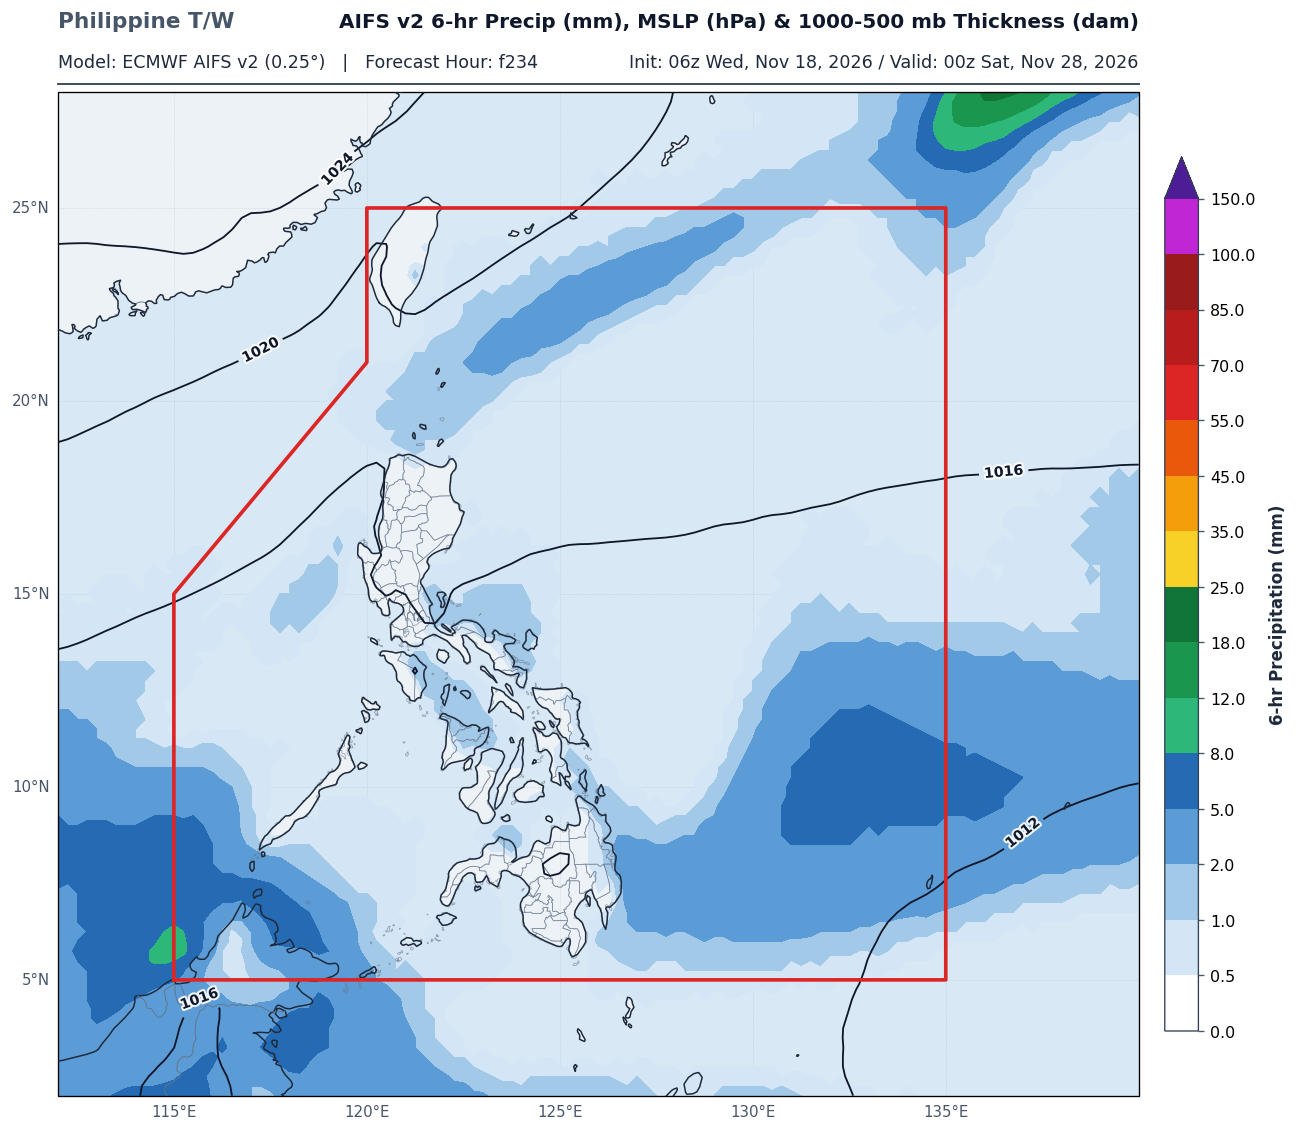 Philippine T/W
AIFS v2 6-hr Precip (mm), MSLP (hPa) & 1000-500 mb Thickness (dam)
Model: ECMWF AIFS v2 (0.25°) | Forecast Hour: f234
Init: 06z Wed, Nov 18, 2026 / Valid: 00z Sat, Nov 28, 2026
25°N
20°N
15°N
10°N
5°N
115°E
120°E
125°E
130°E
135°E
1024
1020
1016
1012
1016
150.0
100.0
85.0
70.0
55.0
45.0
35.0
25.0
18.0
12.0
8.0
5.0
2.0
1.0
0.5
0.0
6-hr Precipitation (mm)